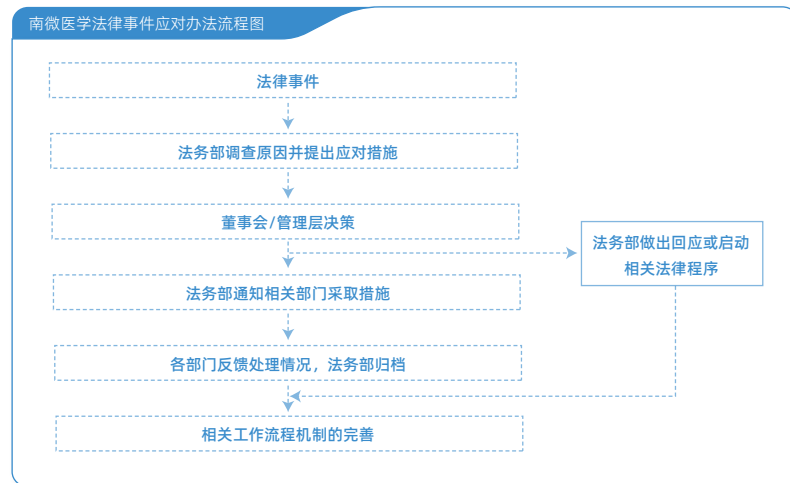 南微医学法律事件应对办法流程图
法律事件
法务部调查原因并提出应对措施
董事会/管理层决策
法务部做出回应或启动
相关法律程序
法务部通知相关部门采取措施
各部门反馈处理情况，法务部归档
相关工作流程机制的完善